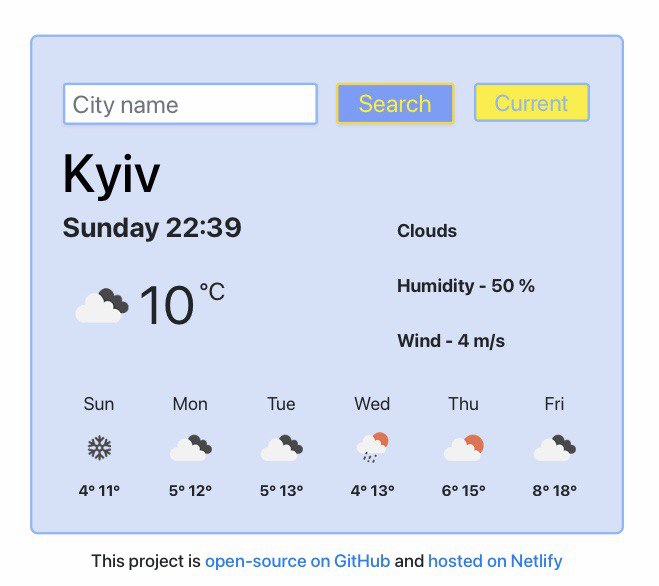 City name Search Current
Kyiv
Sunday 22:39
Clouds
10 °C
Humidity - 50 %
Wind - 4 m/s
Sun Mon Tue Wed Thu Fri
4° 11° 5° 12° 5° 13° 4° 13° 6° 15° 8° 18°
This project is open-source on GitHub and hosted on Netlify